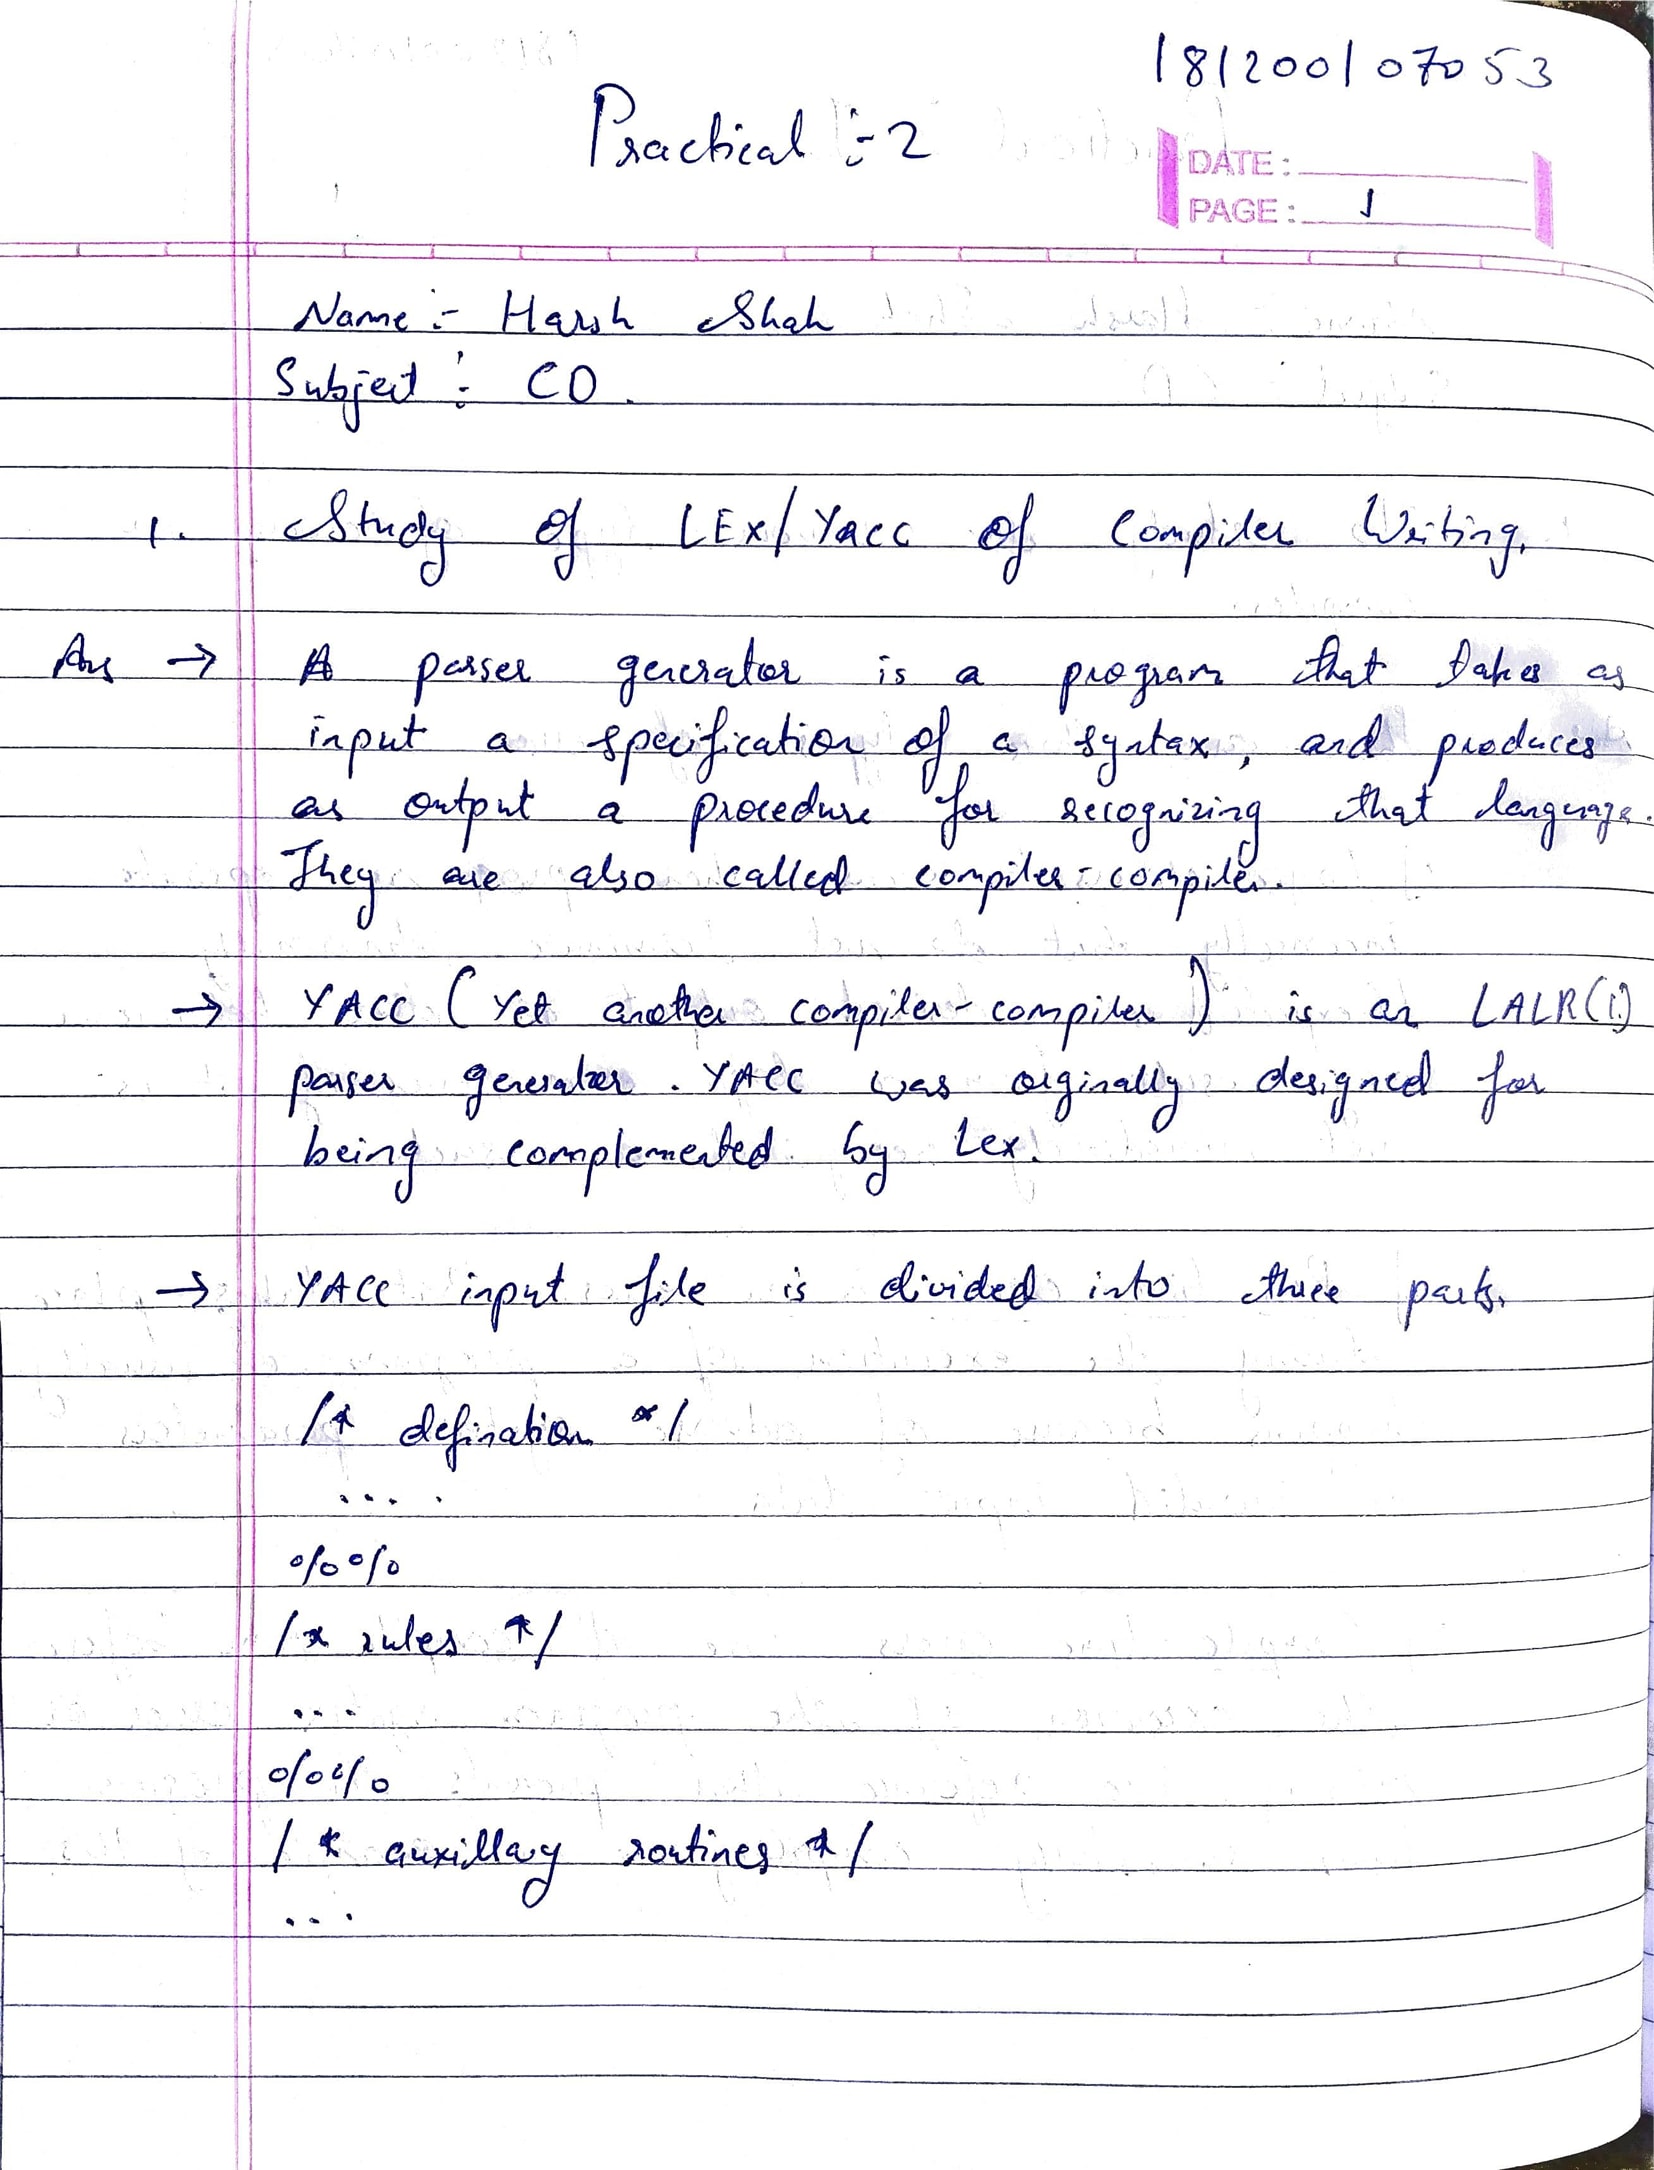 181200107053
Practical :- 2
DATE :
PAGE : 1
Name :- Harsh Shah
Subject :- CD.
1. Study of LEX/YACC of Compiler Writing.
Ans → A parser generator is a program that takes as
input a specification of a syntax, and produces
as output a procedure for recognizing that language.
They are also called compiler-compiler.
→ YACC (Yet another compiler-compiler) is an LALR(1)
parser generator. YACC was orginally designed for
being complemented by Lex.
→ YACC input file is divided into three parts.
/* defination */
....
%%
/* rules */
...
%%
/* auxillary routines */
...